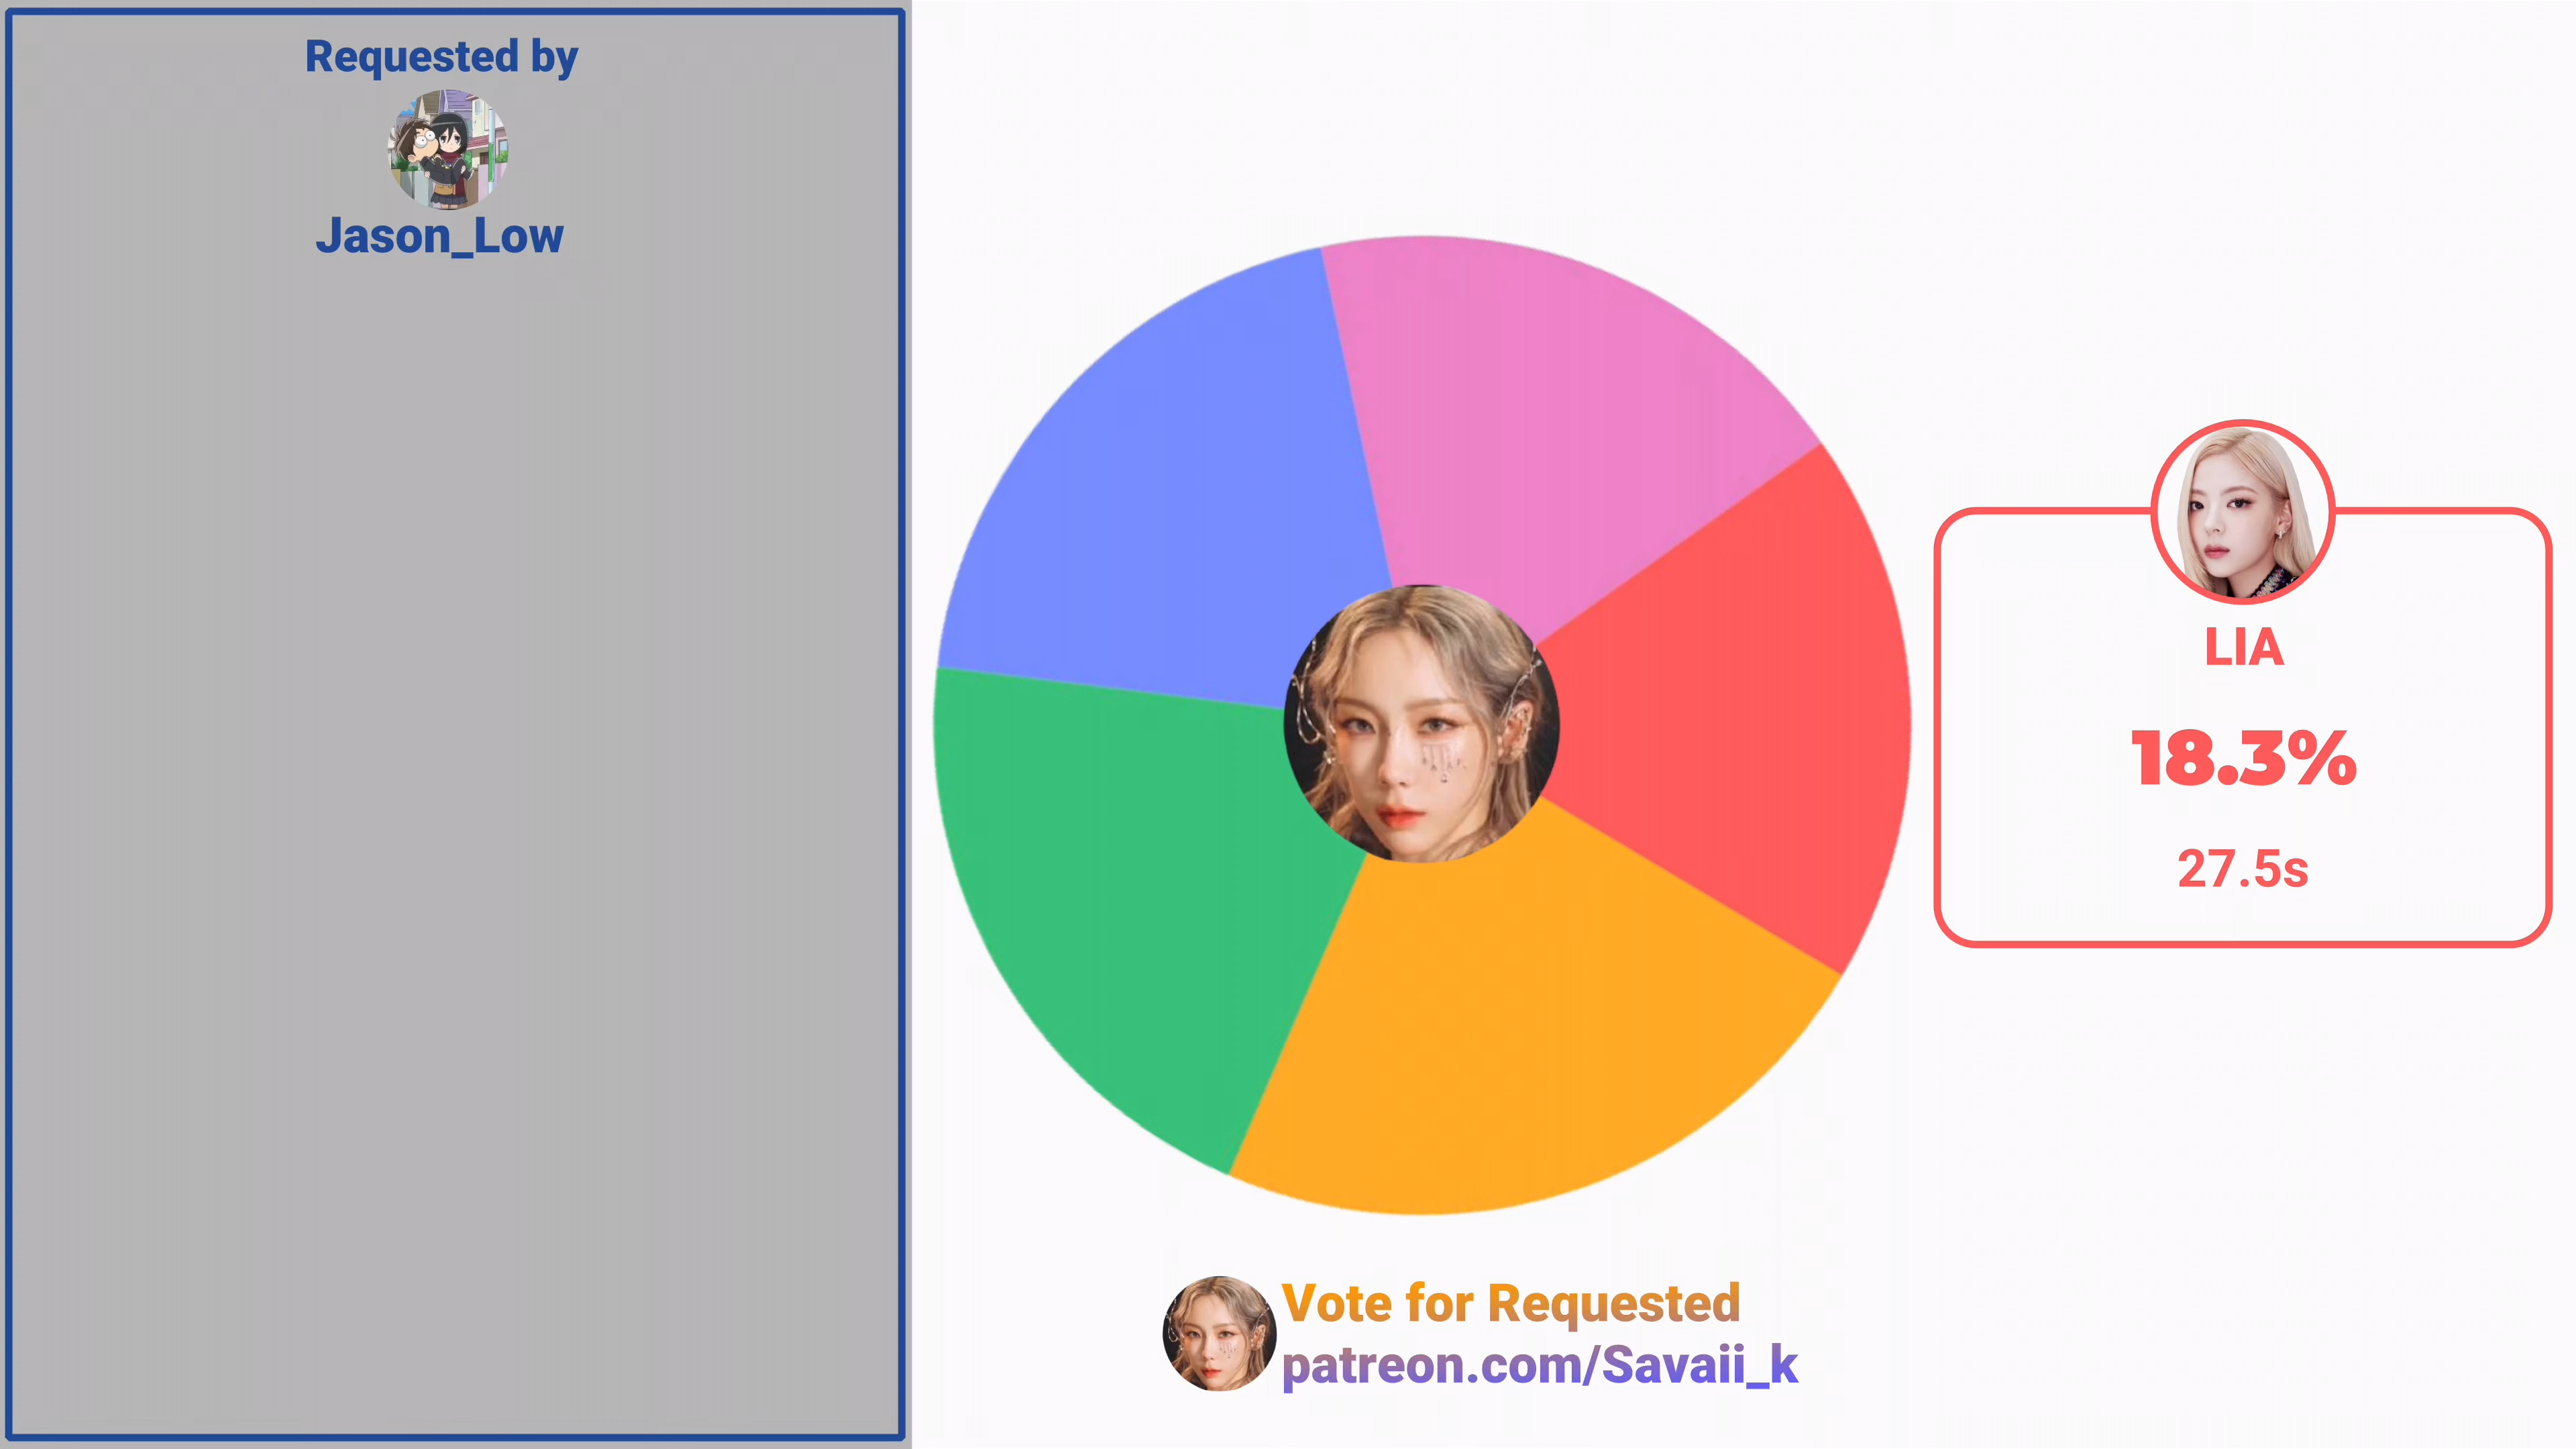 Requested by
Jason_Low
LIA
18.3%
27.5s
Vote for Requested
patreon.com/Savaii_k